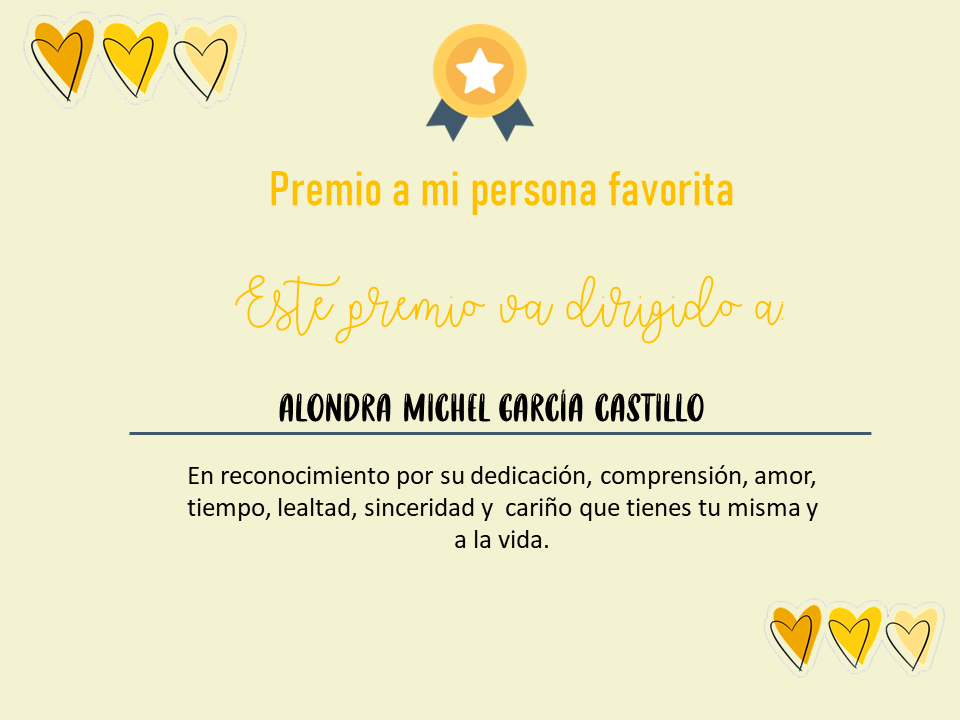 Premio a mi persona favorita
Este premio va dirigido a:
ALONDRA MICHEL GARCÍA CASTILLO
En reconocimiento por su dedicación, comprensión, amor,
tiempo, lealtad, sinceridad y  cariño que tienes tu misma y
a la vida.